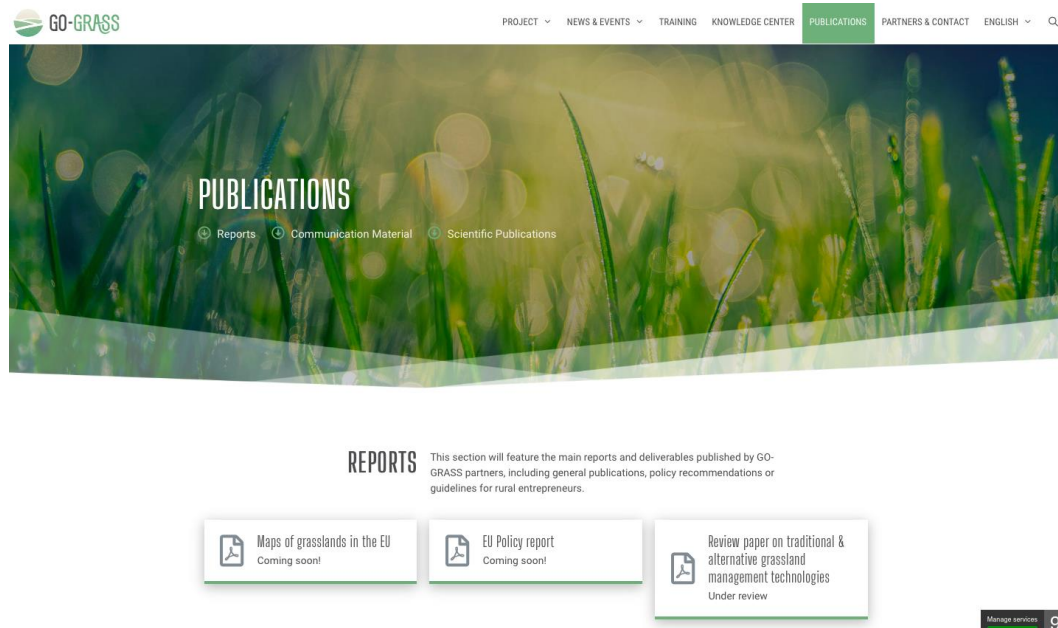 GO-GRASS
PROJECT NEWS & EVENTS TRAINING KNOWLEDGE CENTER PUBLICATIONS PARTNERS & CONTACT ENGLISH
PUBLICATIONS
Reports Communication Material Scientific Publications
REPORTS
This section will feature the main reports and deliverables published by GO-
GRASS partners, including general publications, policy recommendations or
guidelines for rural entrepreneurs.
Maps of grasslands in the EU
Coming soon!
EU Policy report
Coming soon!
Review paper on traditional &
alternative grassland
management technologies
Under review
Manage services